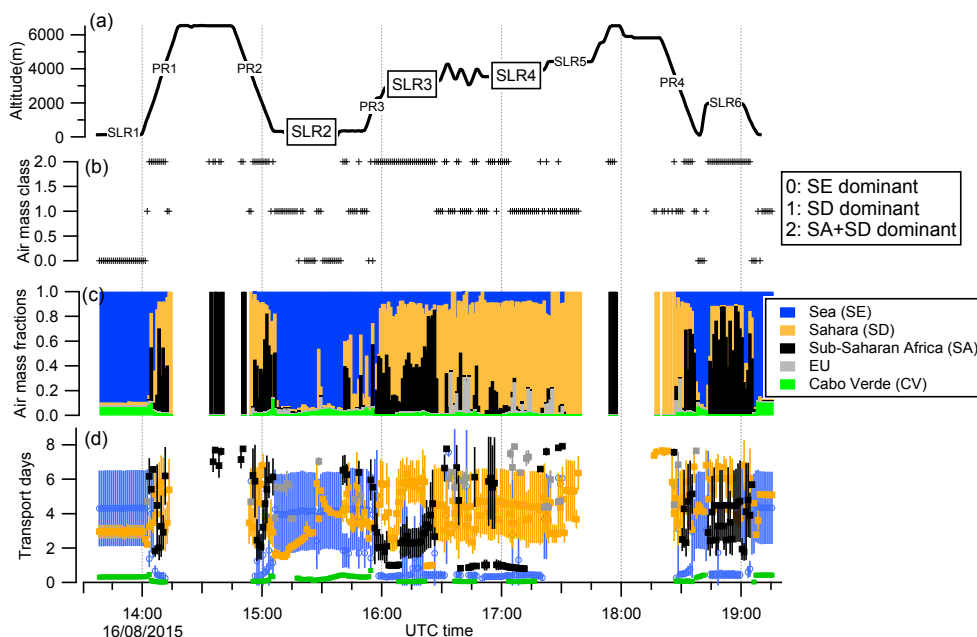 (a)
Altitude(m)
6000
4000
2000
0
SLR1
PR1
PR2
SLR2
PR3
SLR3
SLR4
SLR5
PR4
SLR6
(b)
Air mass class
2.0
1.5
1.0
0.5
0.0
0: SE dominant
1: SD dominant
2: SA+SD dominant
(c)
Air mass fractions
1.0
0.8
0.6
0.4
0.2
0.0
Sea (SE)
Sahara (SD)
Sub-Saharan Africa (SA)
EU
Cabo Verde (CV)
(d)
Transport days
8
6
4
2
0
14:00 15:00 16:00 17:00 18:00 19:00
16/08/2015
UTC time